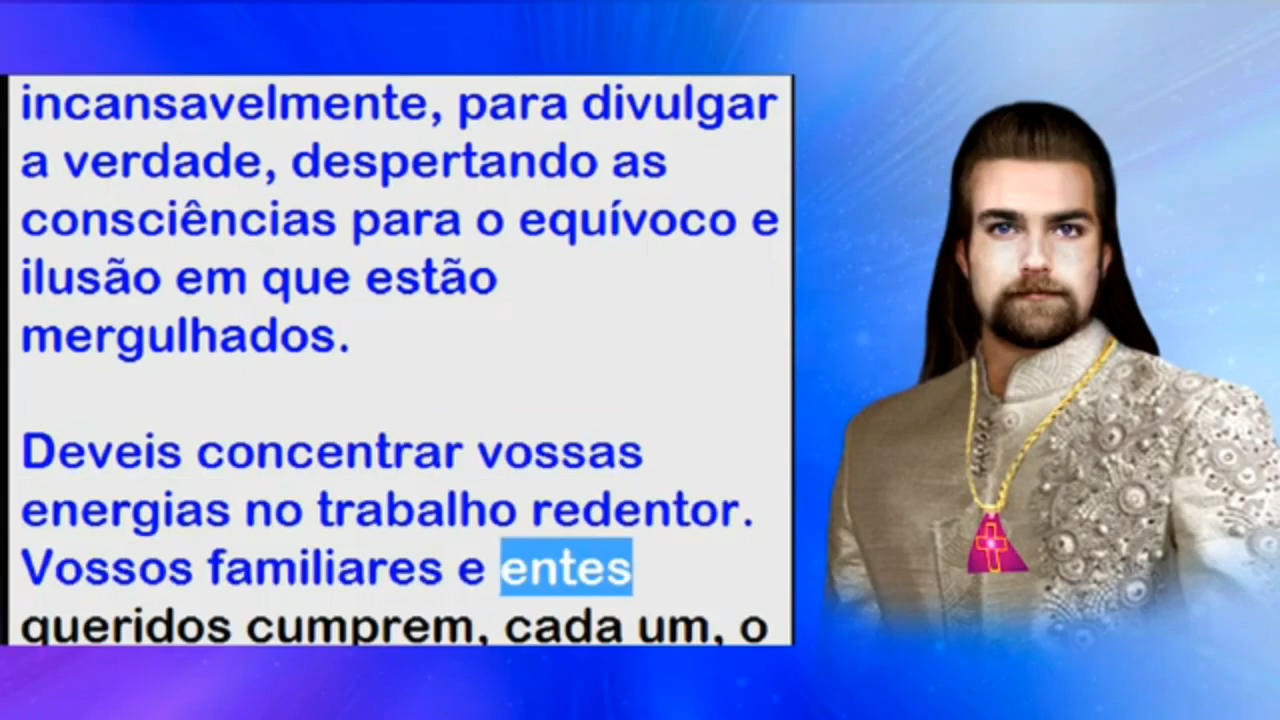 incansavelmente, para divulgar
a verdade, despertando as
consciências para o equívoco e
ilusão em que estão
mergulhados.
Deveis concentrar vossas
energias no trabalho redentor.
Vossos familiares e entes
queridos cumprem, cada um, o